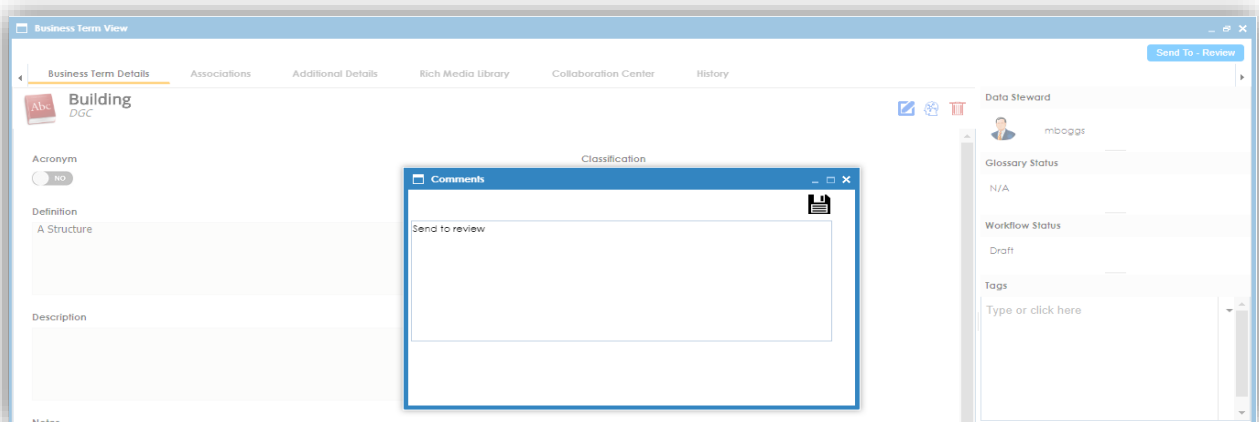 Business Term View
Send To - Review
Business Term Details Associations Additional Details Rich Media Library Collaboration Center History
Abc
Building
DGC
Acronym
NO
Classification
Definition
A Structure
Description
Notes
Comments
Send to review
Data Steward
mboggs
Glossary Status
N/A
Workflow Status
Draft
Tags
Type or click here